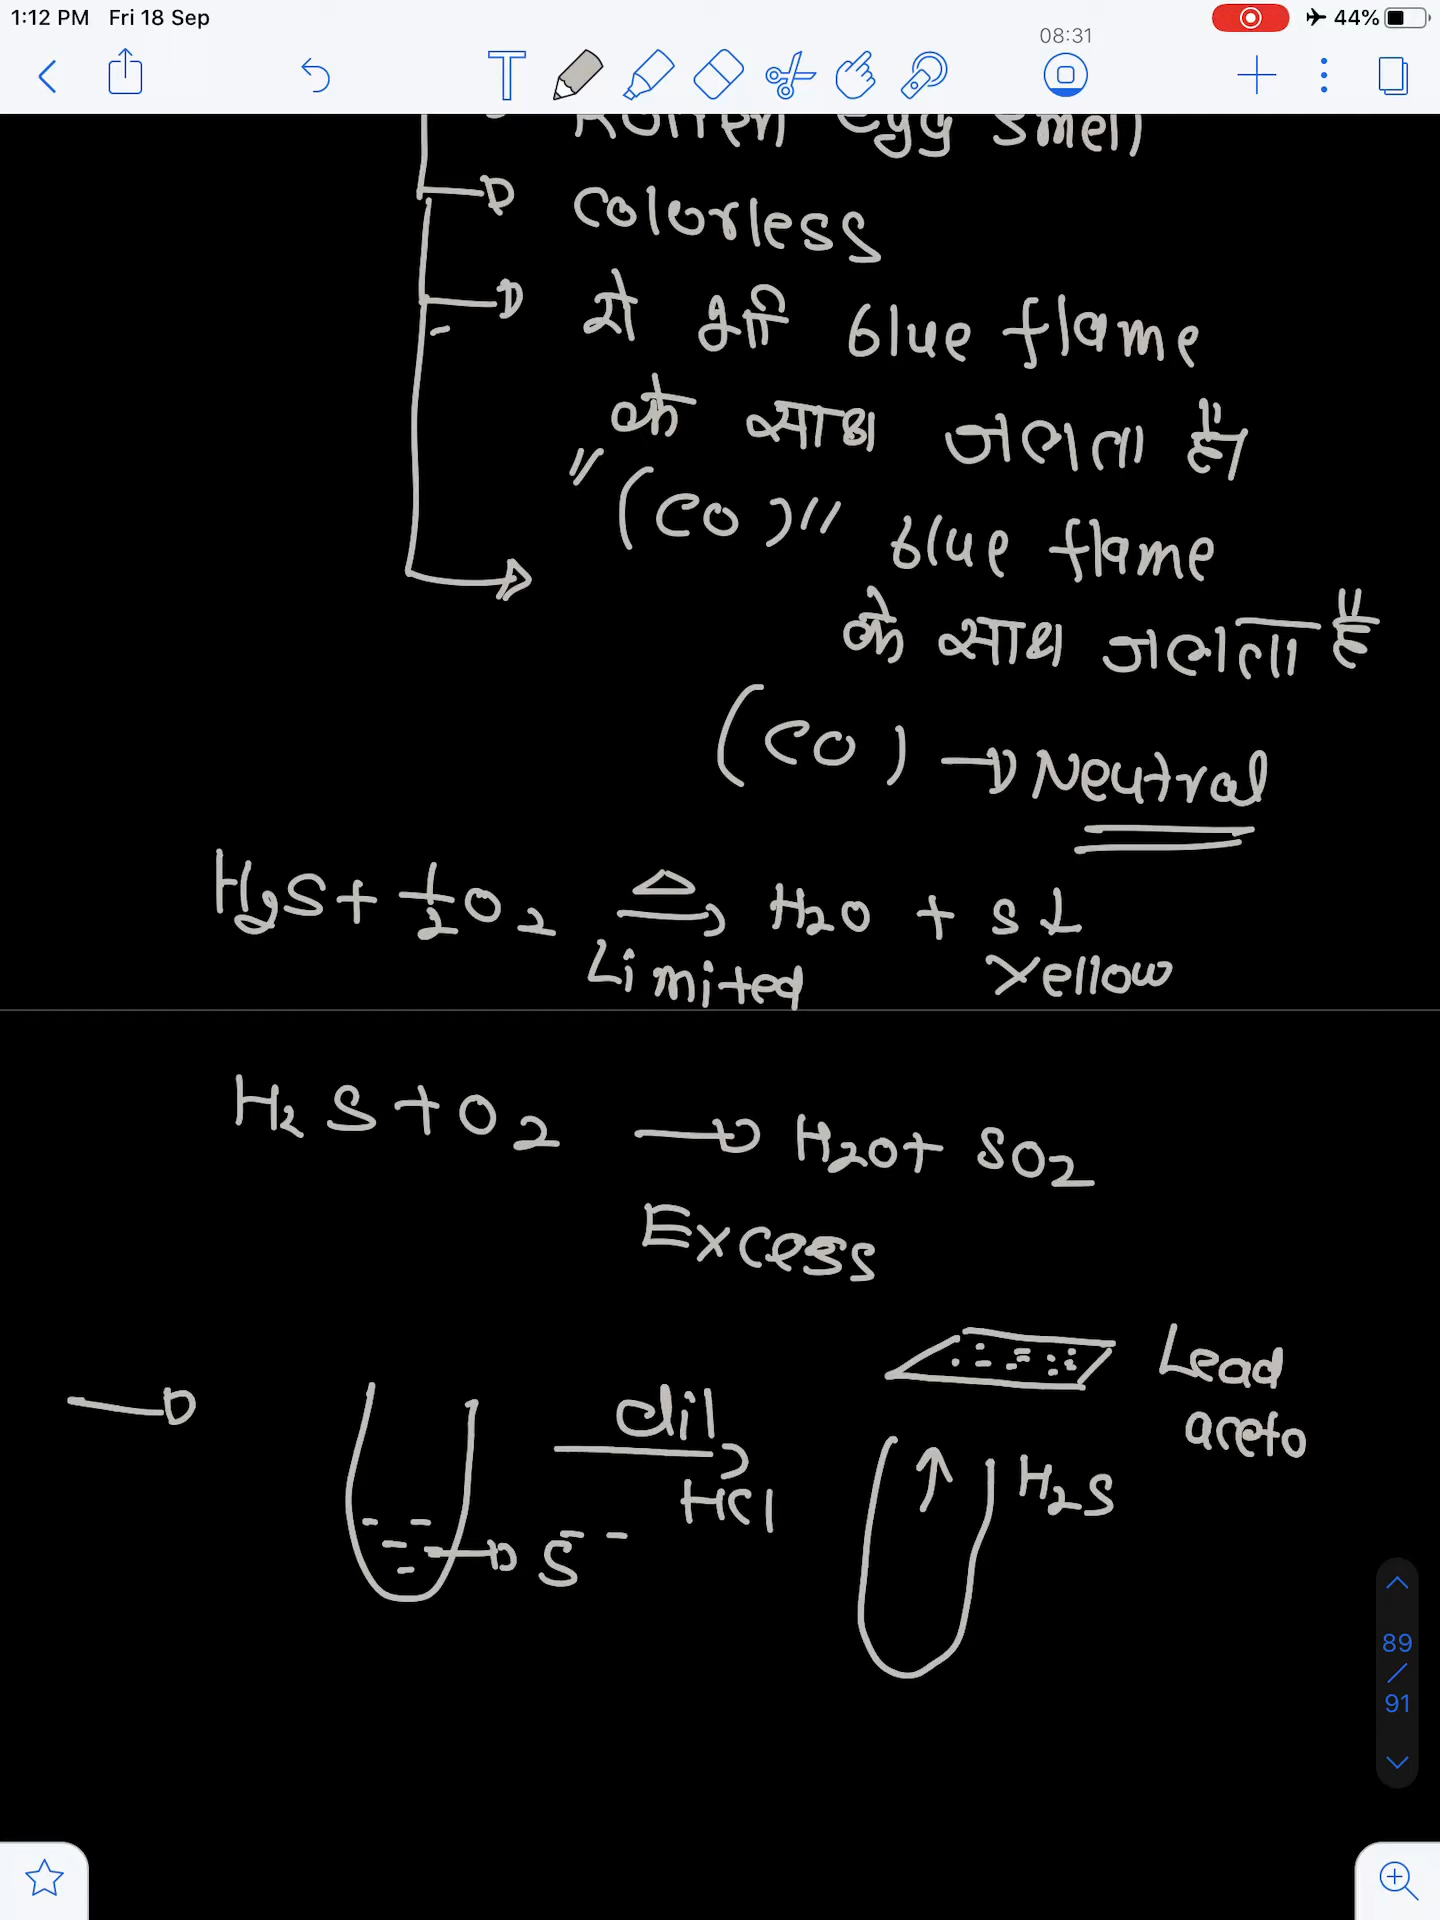 1:12 PM Fri 18 Sep
44%
08:31
Rotten egg smell
colorless
ये भी blue flame
के साथ जलता है।
"(CO)" blue flame
के साथ जलता है
(CO) → Neutral
H2S + 1/2 O2 →Δ H2O + S↓
Limited Yellow
H2S + O2 → H2O + SO2
Excess
Lead
aceto
dil
HCl
H2S
S--
89
/
91